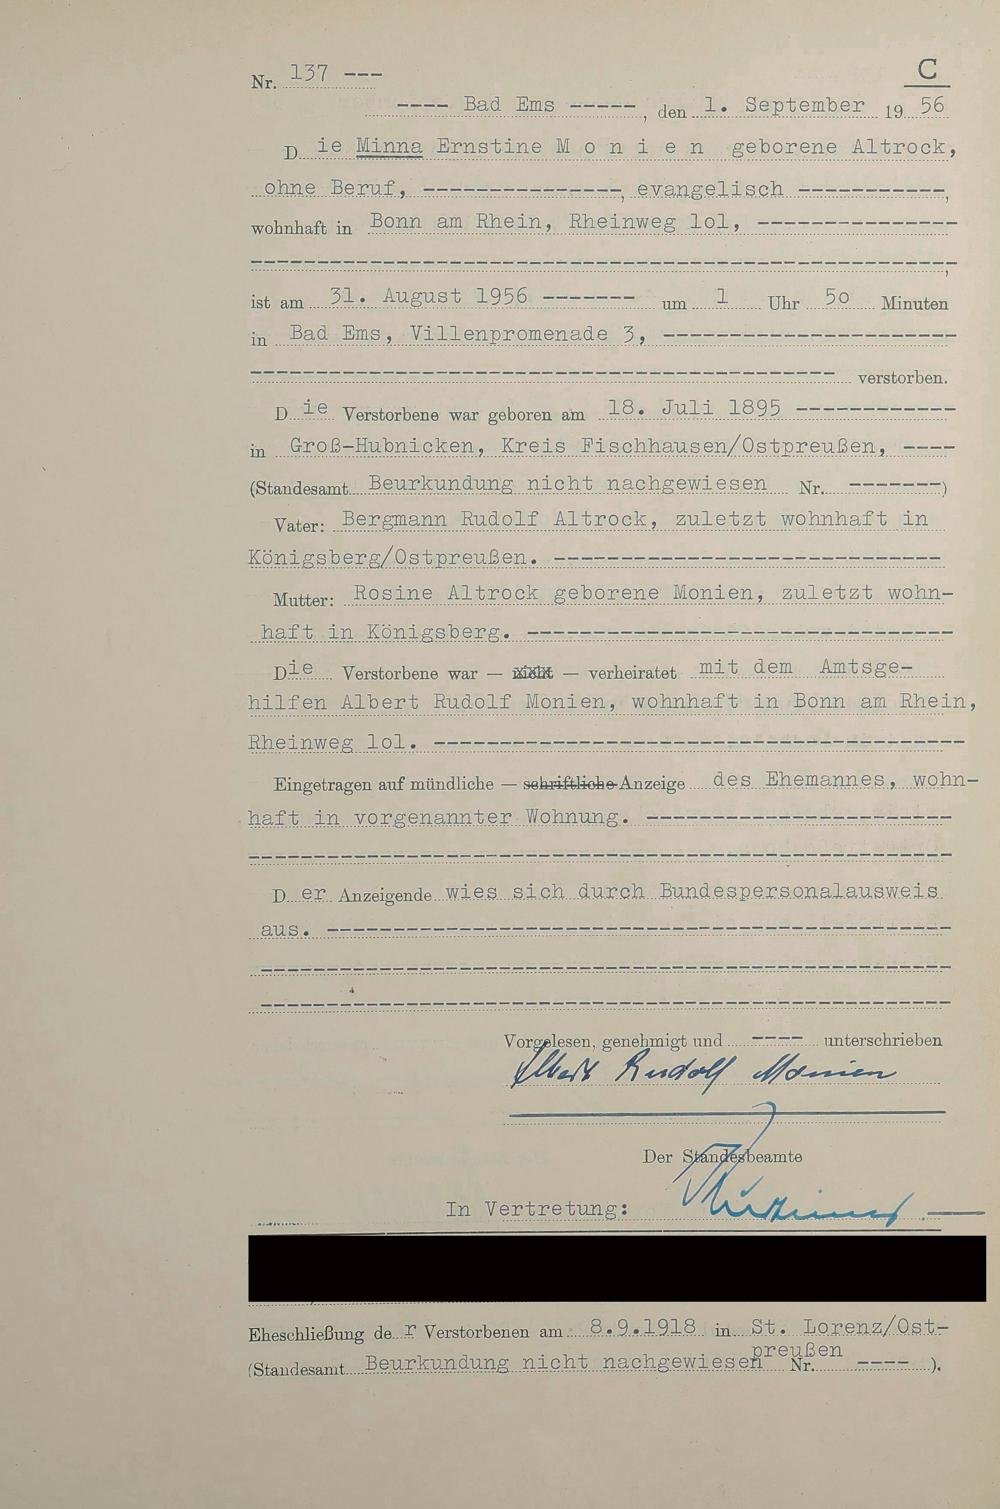 Nr. 137 --- C
---- Bad Ems -----, den 1. September 1956
Die Minna Ernstine M o n i e n geborene Altrock,
ohne Beruf, ---------------, evangelisch -----------,
wohnhaft in Bonn am Rhein, Rheinweg lol, ---------------
------------------------------------------------------,
ist am 31. August 1956 ------- um 1 Uhr 5o Minuten
in Bad Ems, Villenpromenade 3, ----------------------
--------------------------------------------- verstorben.
Die Verstorbene war geboren am 18. Juli 1895 ------------
in Groß-Hubnicken, Kreis Fischhausen/Ostpreußen, ----
(Standesamt Beurkundung nicht nachgewiesen Nr. -------)
Vater: Bergmann Rudolf Altrock, zuletzt wohnhaft in
Königsberg/Ostpreußen. -----------------------------
Mutter: Rosine Altrock geborene Monien, zuletzt wohn-
haft in Königsberg. --------------------------------
Die Verstorbene war — nicht — verheiratet mit dem Amtsge-
hilfen Albert Rudolf Monien, wohnhaft in Bonn am Rhein,
Rheinweg lol. ----------------------------------------
Eingetragen auf mündliche — schriftliche Anzeige des Ehemannes, wohn-
haft in vorgenannter Wohnung. -----------------------
------------------------------------------------------
Der Anzeigende wies sich durch Bundespersonalausweis
aus. ------------------------------------------------
-----------------------------------------------------
-----------------------------------------------------
Vorgelesen, genehmigt und ---- unterschrieben
Albert Rudolf Monien
Der Standesbeamte
In Vertretung:
Eheschließung der Verstorbenen am 8.9.1918 in St. Lorenz/Ost-
preußen
(Standesamt Beurkundung nicht nachgewiesen Nr. ---- ).